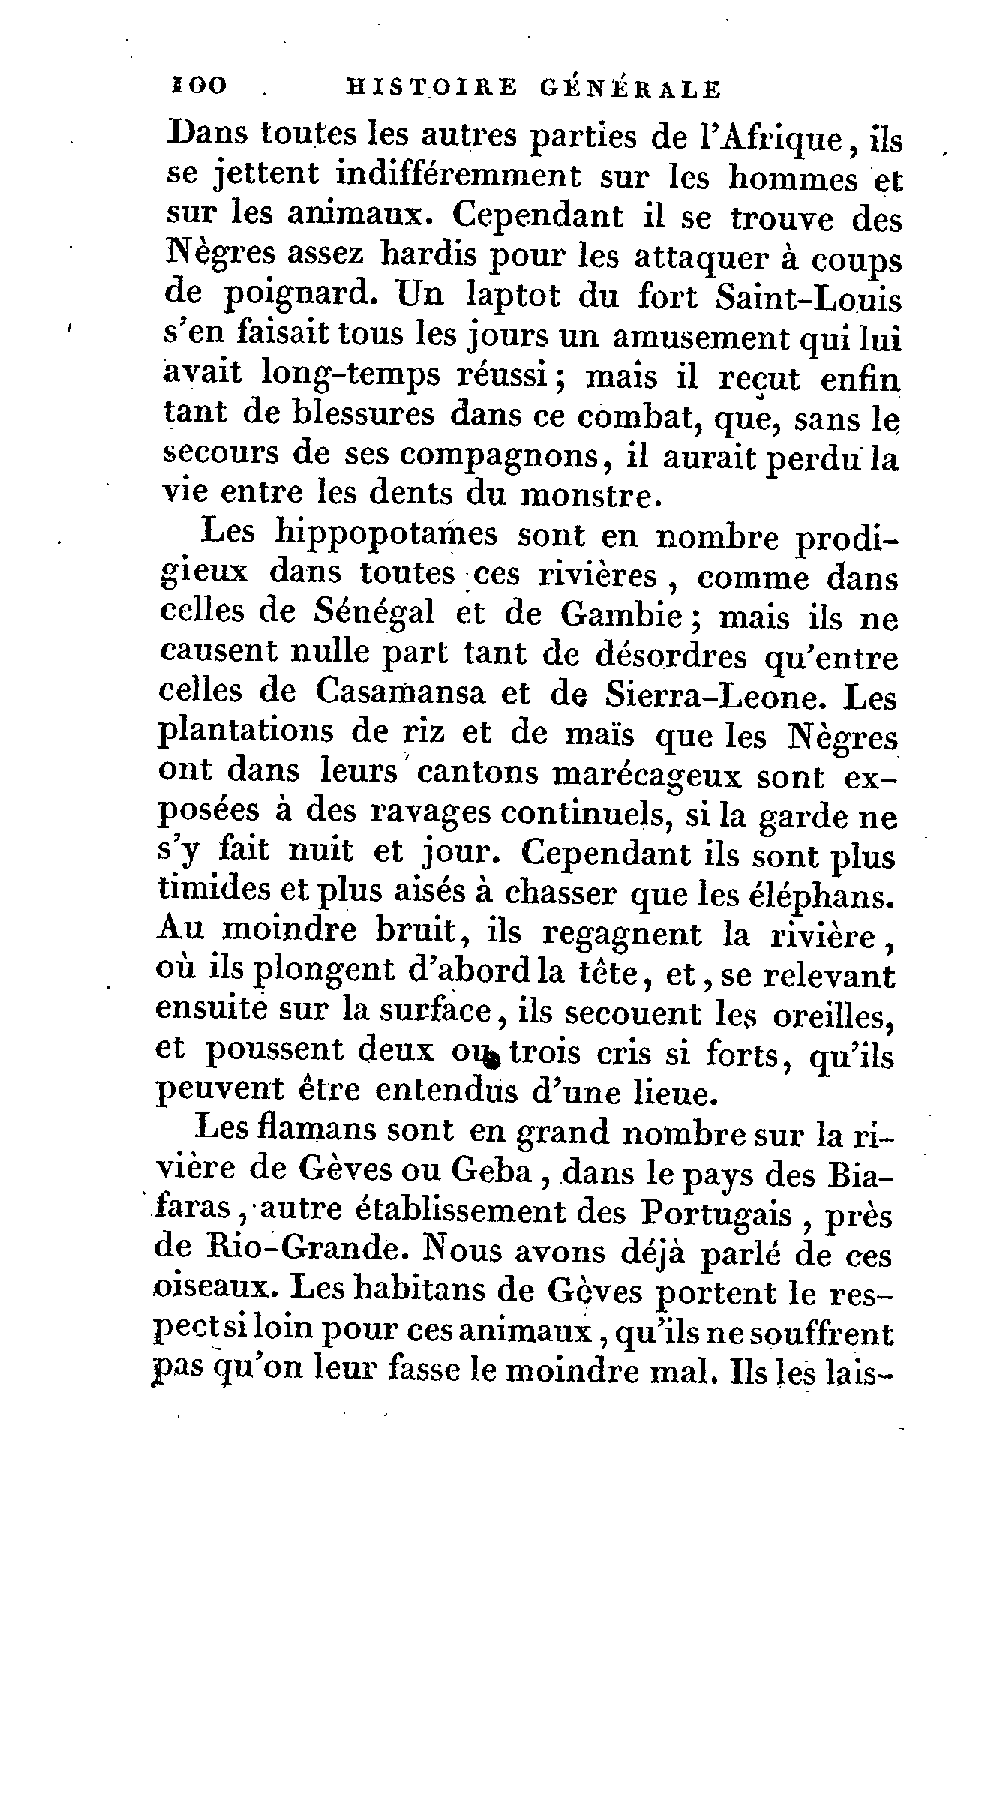 100 HISTOIRE GÉNÉRALE
Dans toutes les autres parties de l'Afrique, ils
se jettent indifféremment sur les hommes et
sur les animaux. Cependant il se trouve des
Nègres assez hardis pour les attaquer à coups
de poignard. Un laptot du fort Saint-Louis
s'en faisait tous les jours un amusement qui lui
avait long-temps réussi; mais il reçut enfin
tant de blessures dans ce combat, que, sans le
secours de ses compagnons, il aurait perdu la
vie entre les dents du monstre.
Les hippopotames sont en nombre prodi-
gieux dans toutes ces rivières, comme dans
celles de Sénégal et de Gambie; mais ils ne
causent nulle part tant de désordres qu'entre
celles de Casamansa et de Sierra-Leone. Les
plantations de riz et de maïs que les Nègres
ont dans leurs cantons marécageux sont ex-
posées à des ravages continuels, si la garde ne
s'y fait nuit et jour. Cependant ils sont plus
timides et plus aisés à chasser que les éléphans.
Au moindre bruit, ils regagnent la rivière,
où ils plongent d'abord la tête, et, se relevant
ensuite sur la surface, ils secouent les oreilles,
et poussent deux ou trois cris si forts, qu'ils
peuvent être entendus d'une lieue.
Les flamans sont en grand nombre sur la ri-
vière de Gèves ou Geba, dans le pays des Bia-
faras, autre établissement des Portugais, près
de Rio-Grande. Nous avons déjà parlé de ces
oiseaux. Les habitans de Gèves portent le res-
pect si loin pour ces animaux, qu'ils ne souffrent
pas qu'on leur fasse le moindre mal. Ils les lais-